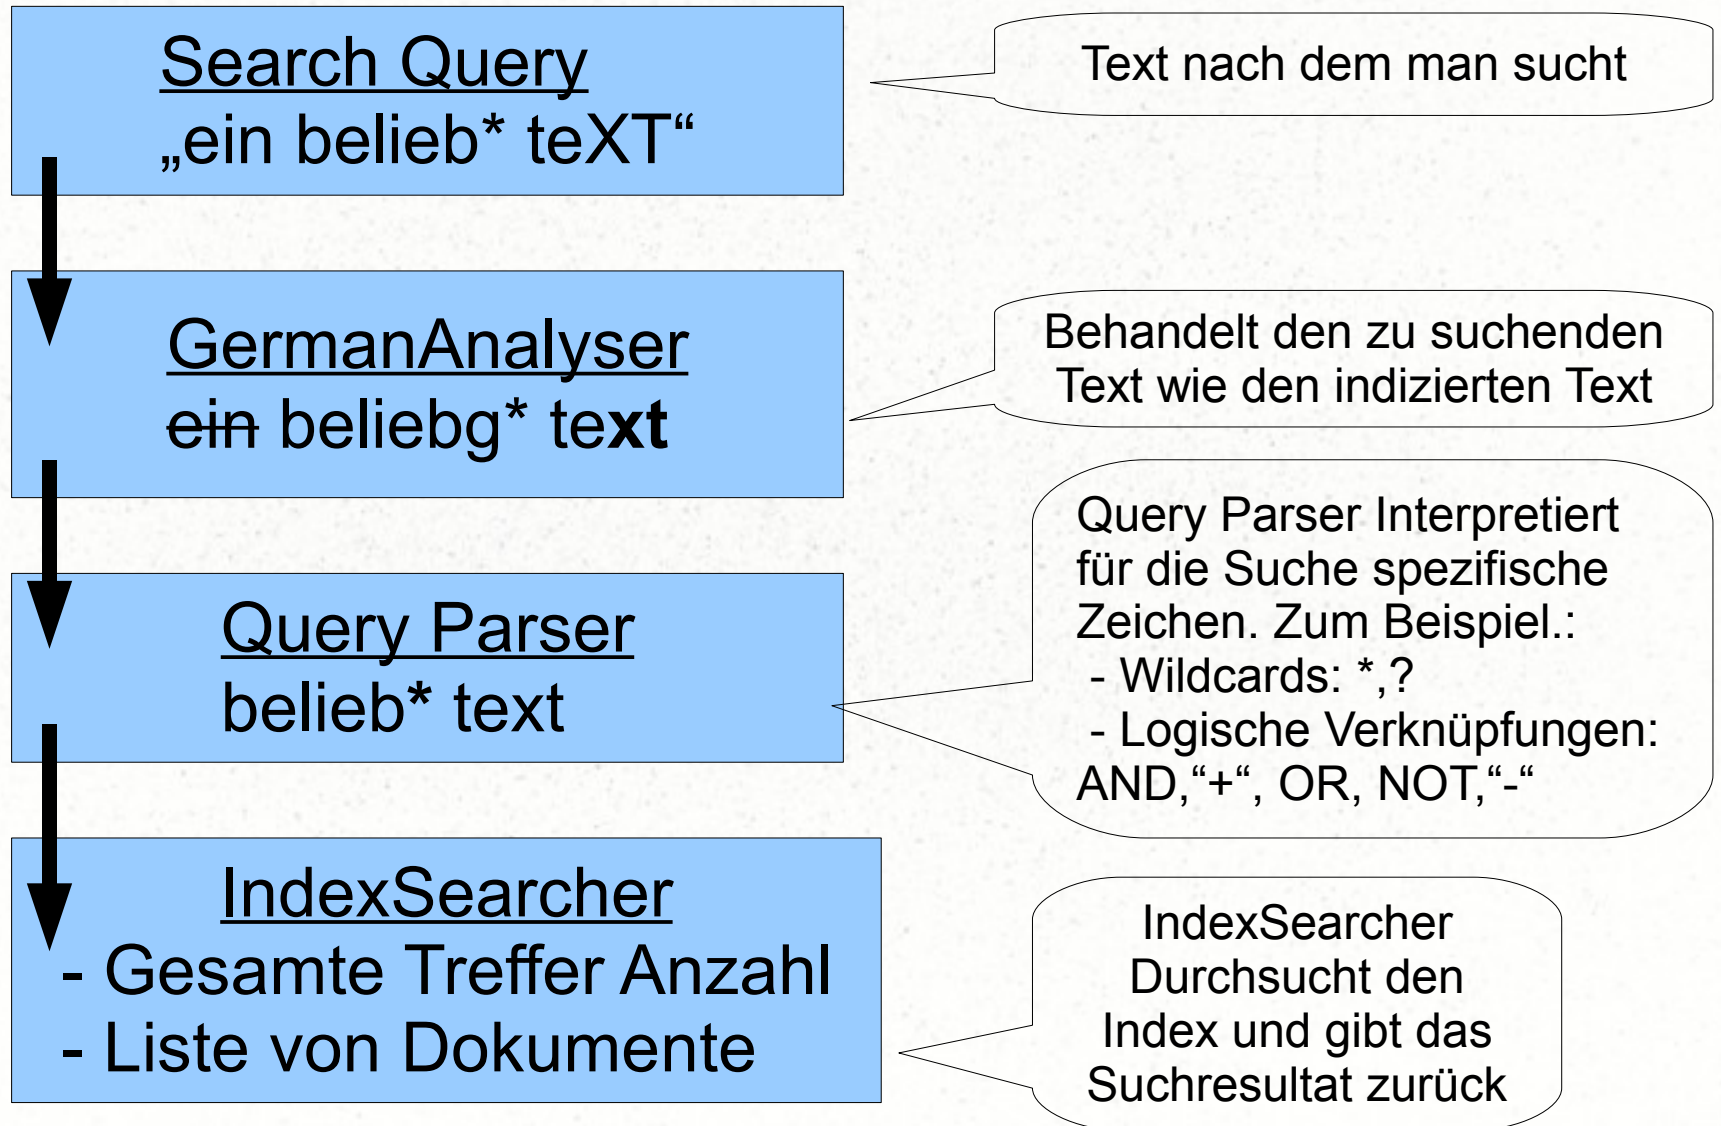 Search Query
„ein belieb* teXT“
Text nach dem man sucht
GermanAnalyser
ein beliebg* text
Behandelt den zu suchenden
Text wie den indizierten Text
Query Parser
belieb* text
Query Parser Interpretiert
für die Suche spezifische
Zeichen. Zum Beispiel.:
- Wildcards: *,?
- Logische Verknüpfungen:
AND,“+“, OR, NOT,“-“
IndexSearcher
- Gesamte Treffer Anzahl
- Liste von Dokumente
IndexSearcher
Durchsucht den
Index und gibt das
Suchresultat zurück